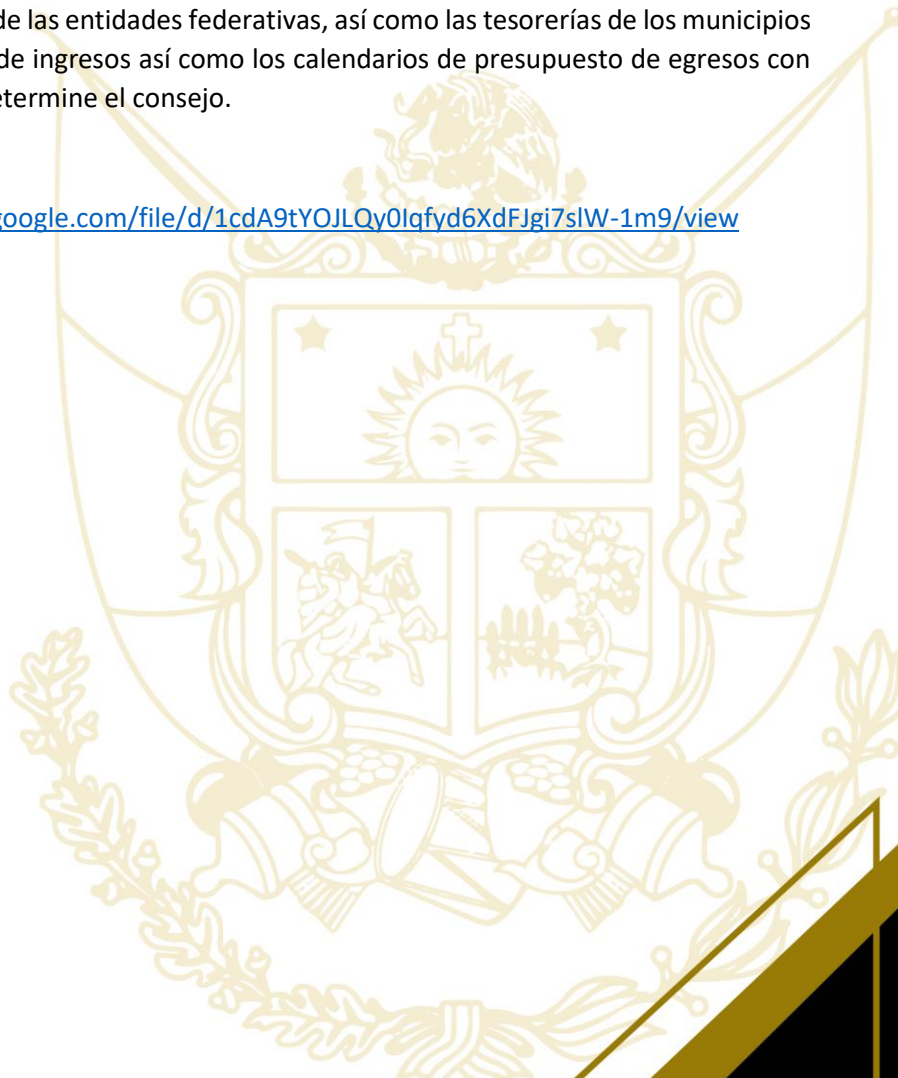 de las entidades federativas, así como las tesorerías de los municipios
de ingresos así como los calendarios de presupuesto de egresos con
etermine el consejo.
google.com/file/d/1cdA9tYOJLQy0Iqfyd6XdFJgi7slW-1m9/view